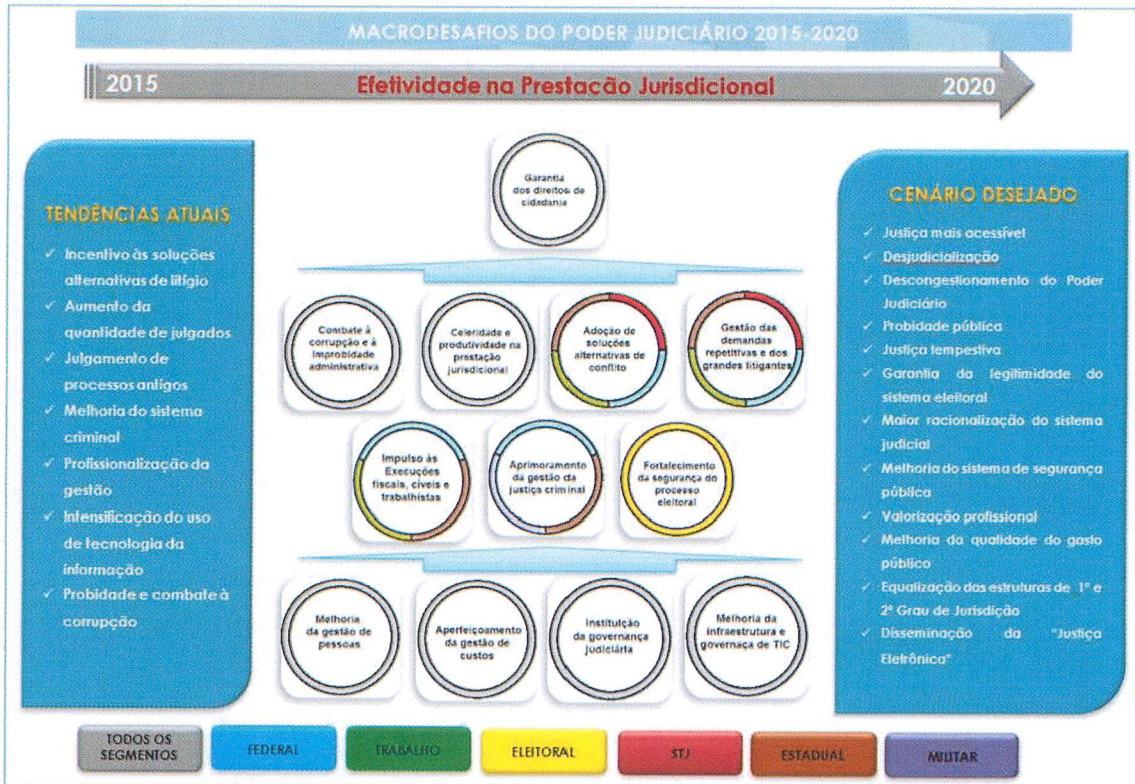 MACRODESAFIOS DO PODER JUDICIÁRIO 2015-2020
2015
Efetividade na Prestação Jurisdicional
2020
Garantia
dos direitos de
cidadania
TENDÊNCIAS ATUAIS
✓ Incentivo às soluções
alternativas de litígio
✓ Aumento da
quantidade de julgados
✓ Julgamento de
processos antigos
✓ Melhoria do sistema
criminal
✓ Profissionalização da
gestão
✓ Intensificação do uso
de tecnologia da
informação
✓ Probidade e combate à
corrupção
Combate à
corrupção e à
improbidade
administrativa
Celeridade e
produtividade na
prestação
jurisdicional
Adoção de
soluções
alternativas de
conflito
Gestão das
demandas
repetitivas e dos
grandes litigantes
Impulso às
Execuções
fiscais, cíveis e
trabalhistas
Aprimoramento
da gestão da
justiça criminal
Fortalecimento
da segurança do
processo
eleitoral
Melhoria
da gestão de
pessoas
Aperfeiçoamento
da gestão de
custos
Instituição
da governança
judiciária
Melhoria da
infraestrutura e
governaça de TIC
CENÁRIO DESEJADO
✓ Justiça mais acessível
✓ Desjudicialização
✓ Descongestionamento do Poder
Judiciário
✓ Probidade pública
✓ Justiça tempestiva
✓ Garantia da legitimidade do
sistema eleitoral
✓ Maior racionalização do sistema
judicial
✓ Melhoria do sistema de segurança
pública
✓ Valorização profissional
✓ Melhoria da qualidade do gasto
público
✓ Equalização das estruturas de 1º e
2º Grau de Jurisdição
✓ Disseminação da "Justiça
Eletrônica"
TODOS OS
SEGMENTOS
FEDERAL
TRABALHO
ELEITORAL
STJ
ESTADUAL
MILITAR